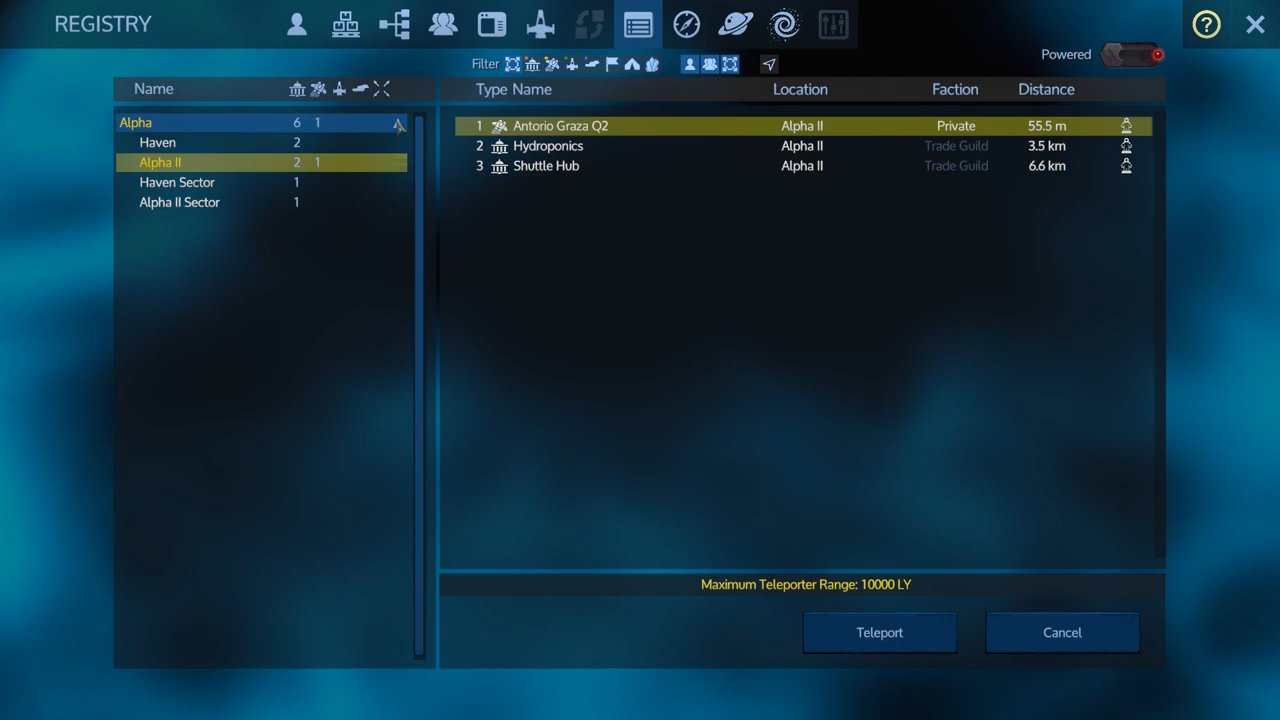 REGISTRY
?
Powered
Filter
Name
Type Name Location Faction Distance
Alpha 6 1
Haven 2
Alpha II 2 1
Haven Sector 1
Alpha II Sector 1
1 Antorio Graza Q2 Alpha II Private 55.5 m
2 Hydroponics Alpha II Trade Guild 3.5 km
3 Shuttle Hub Alpha II Trade Guild 6.6 km
Maximum Teleporter Range: 10000 LY
Teleport Cancel